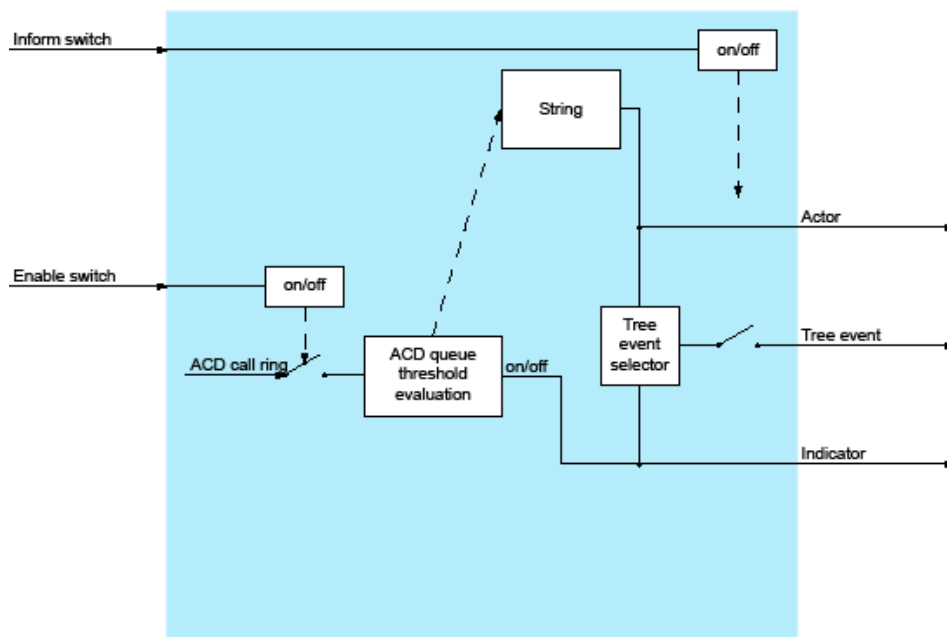 Inform switch
on/off
String
Actor
Enable switch
on/off
Tree
event
selector
Tree event
ACD call ring
ACD queue
threshold
evaluation
on/off
Indicator